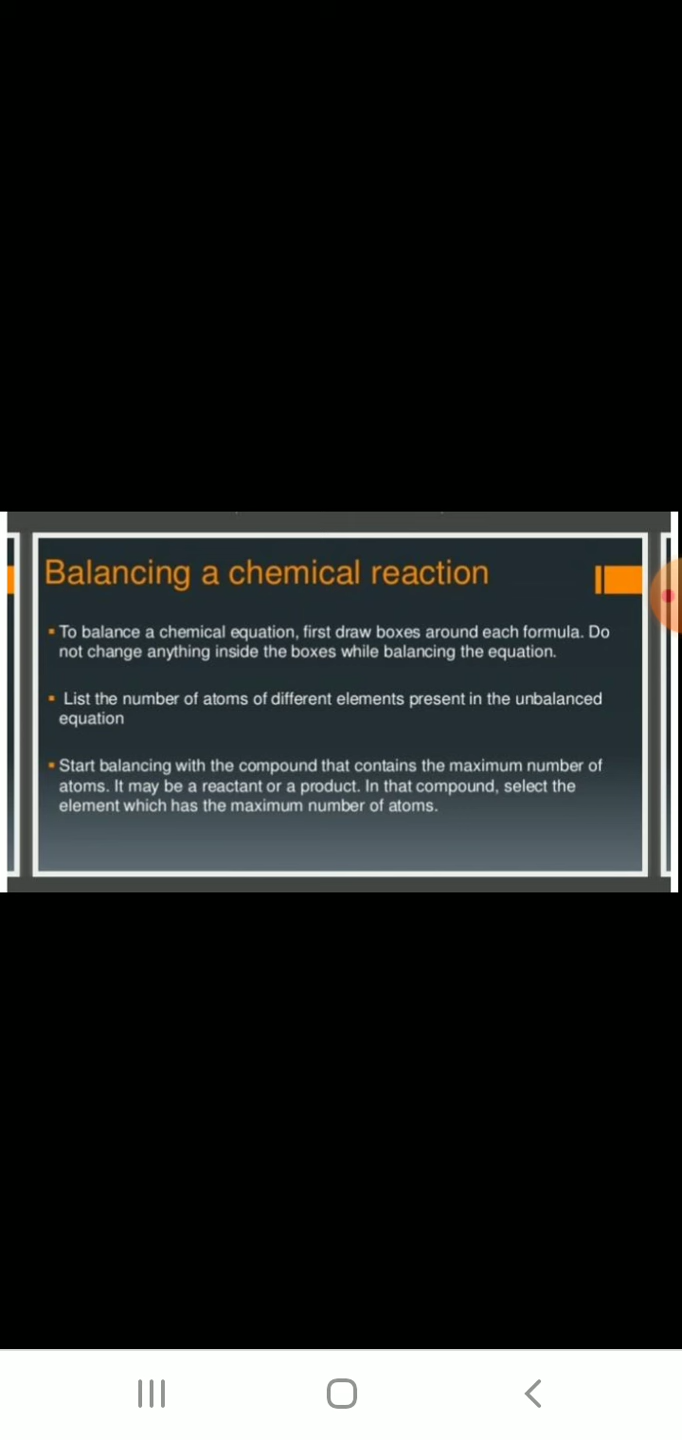 Balancing a chemical reaction
▪ To balance a chemical equation, first draw boxes around each formula. Do
not change anything inside the boxes while balancing the equation.
▪ List the number of atoms of different elements present in the unbalanced
equation
▪ Start balancing with the compound that contains the maximum number of
atoms. It may be a reactant or a product. In that compound, select the
element which has the maximum number of atoms.